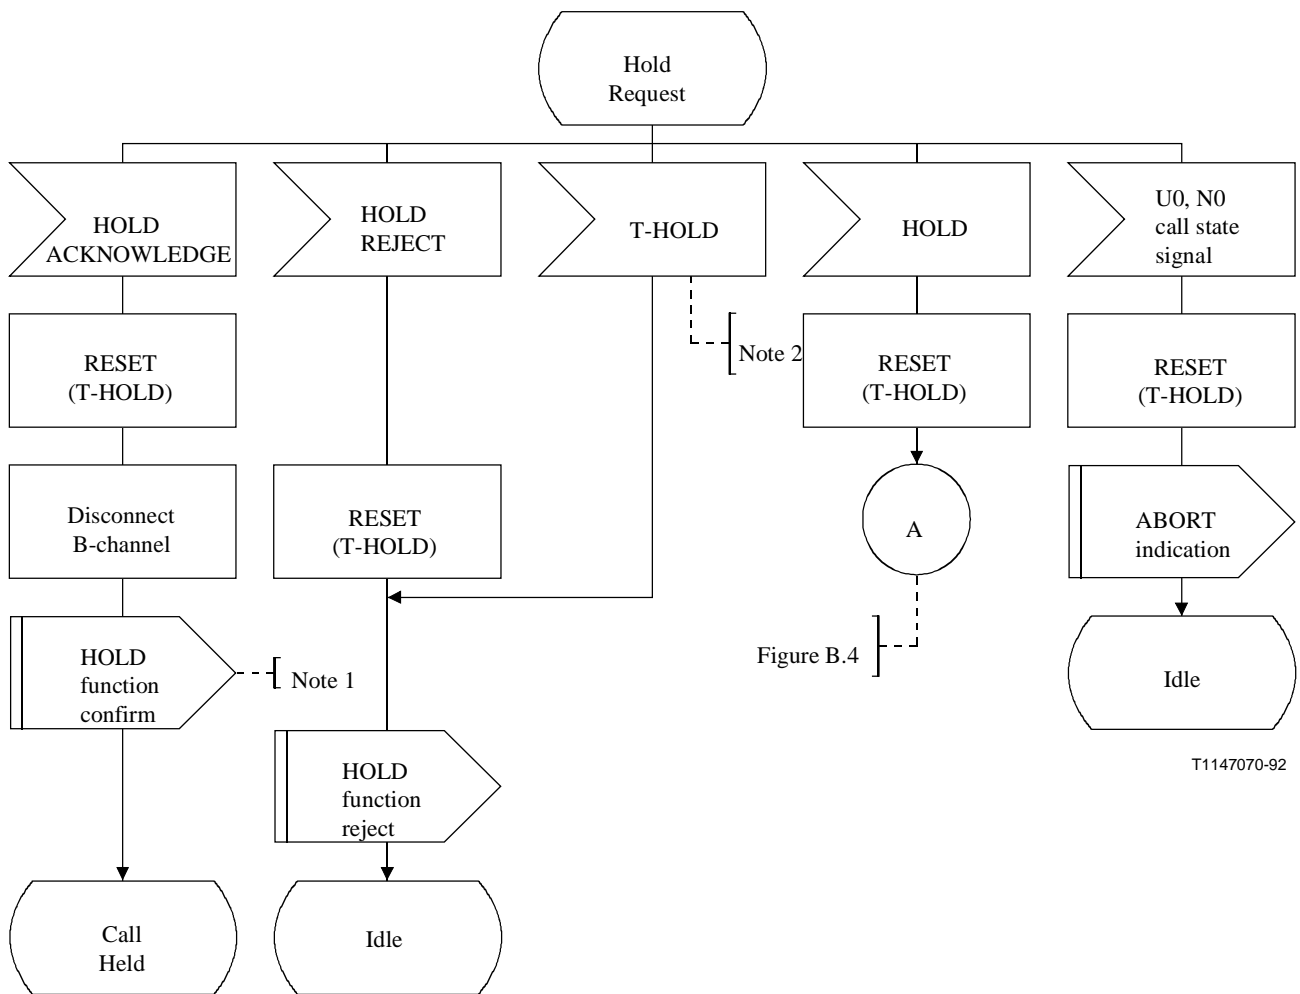 Hold
Request
HOLD
ACKNOWLEDGE
HOLD
REJECT
T-HOLD
HOLD
U0, N0
call state
signal
RESET
(T-HOLD)
Note 2
RESET
(T-HOLD)
RESET
(T-HOLD)
Disconnect
B-channel
RESET
(T-HOLD)
A
ABORT
indication
HOLD
function
confirm
Note 1
Figure B.4
Idle
HOLD
function
reject
T1147070-92
Call
Held
Idle